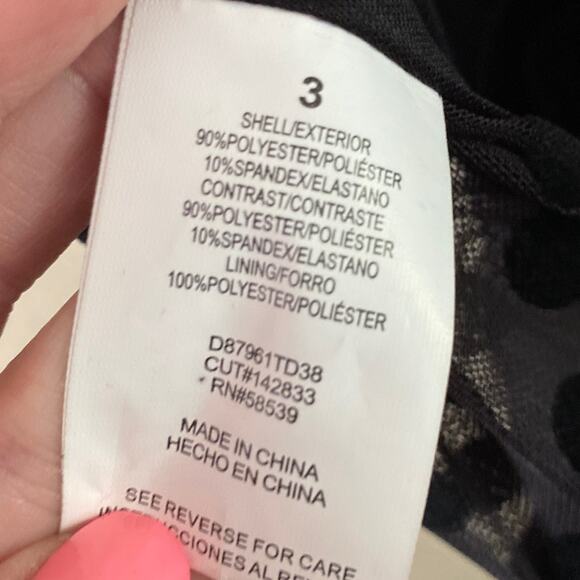 3
SHELL/EXTERIOR
90%POLYESTER/POLIÉSTER
10%SPANDEX/ELASTANO
CONTRAST/CONTRASTE
90%POLYESTER/POLIÉSTER
10%SPANDEX/ELASTANO
LINING/FORRO
100%POLYESTER/POLIÉSTER
D87961TD38
CUT#142833
RN#58539
MADE IN CHINA
HECHO EN CHINA
SEE REVERSE FOR CARE
AL